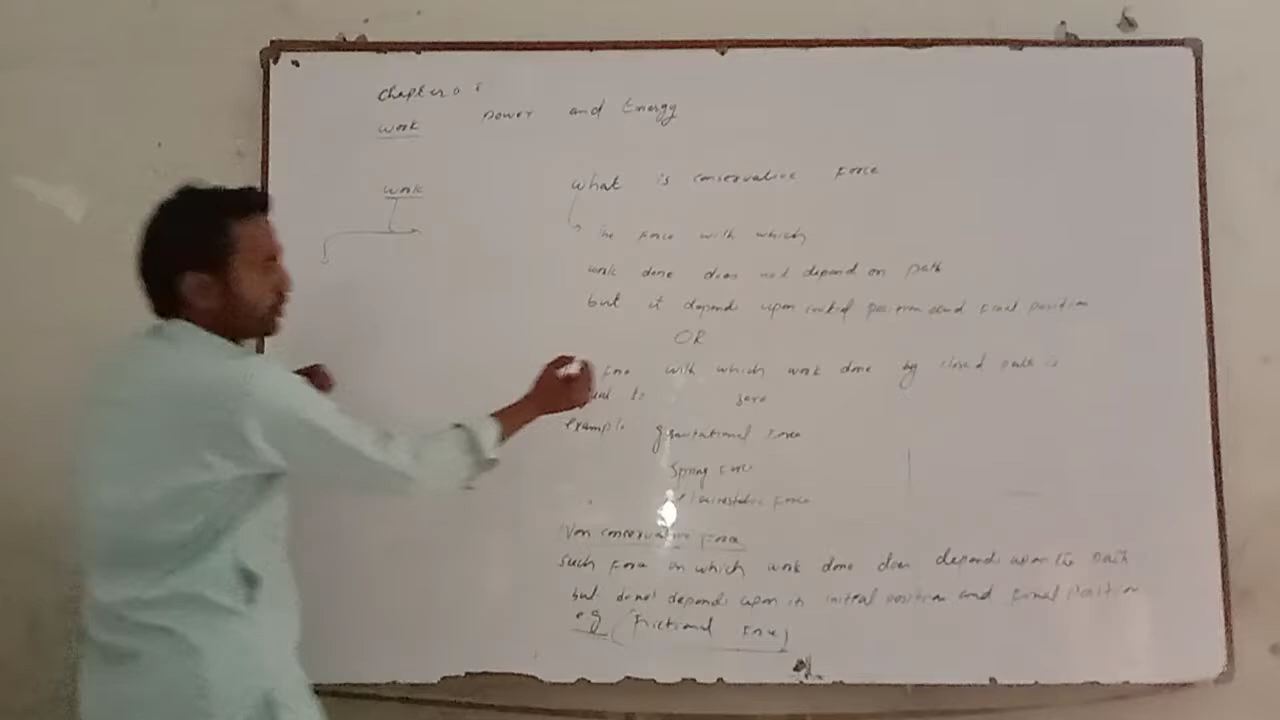 chapter 0
work power and Energy
work
what is conservative Force
The Force with which
work done does not depend on path
but it depend upon initial position and final position
OR
Force with which work done by closed path is
to zero
example gravitational Force
Spring Force
Force
Non conservative Force
such Force in which work done does depends upon the path
but donot depends upon its initial position and Final Position
eg (Frictional Force)